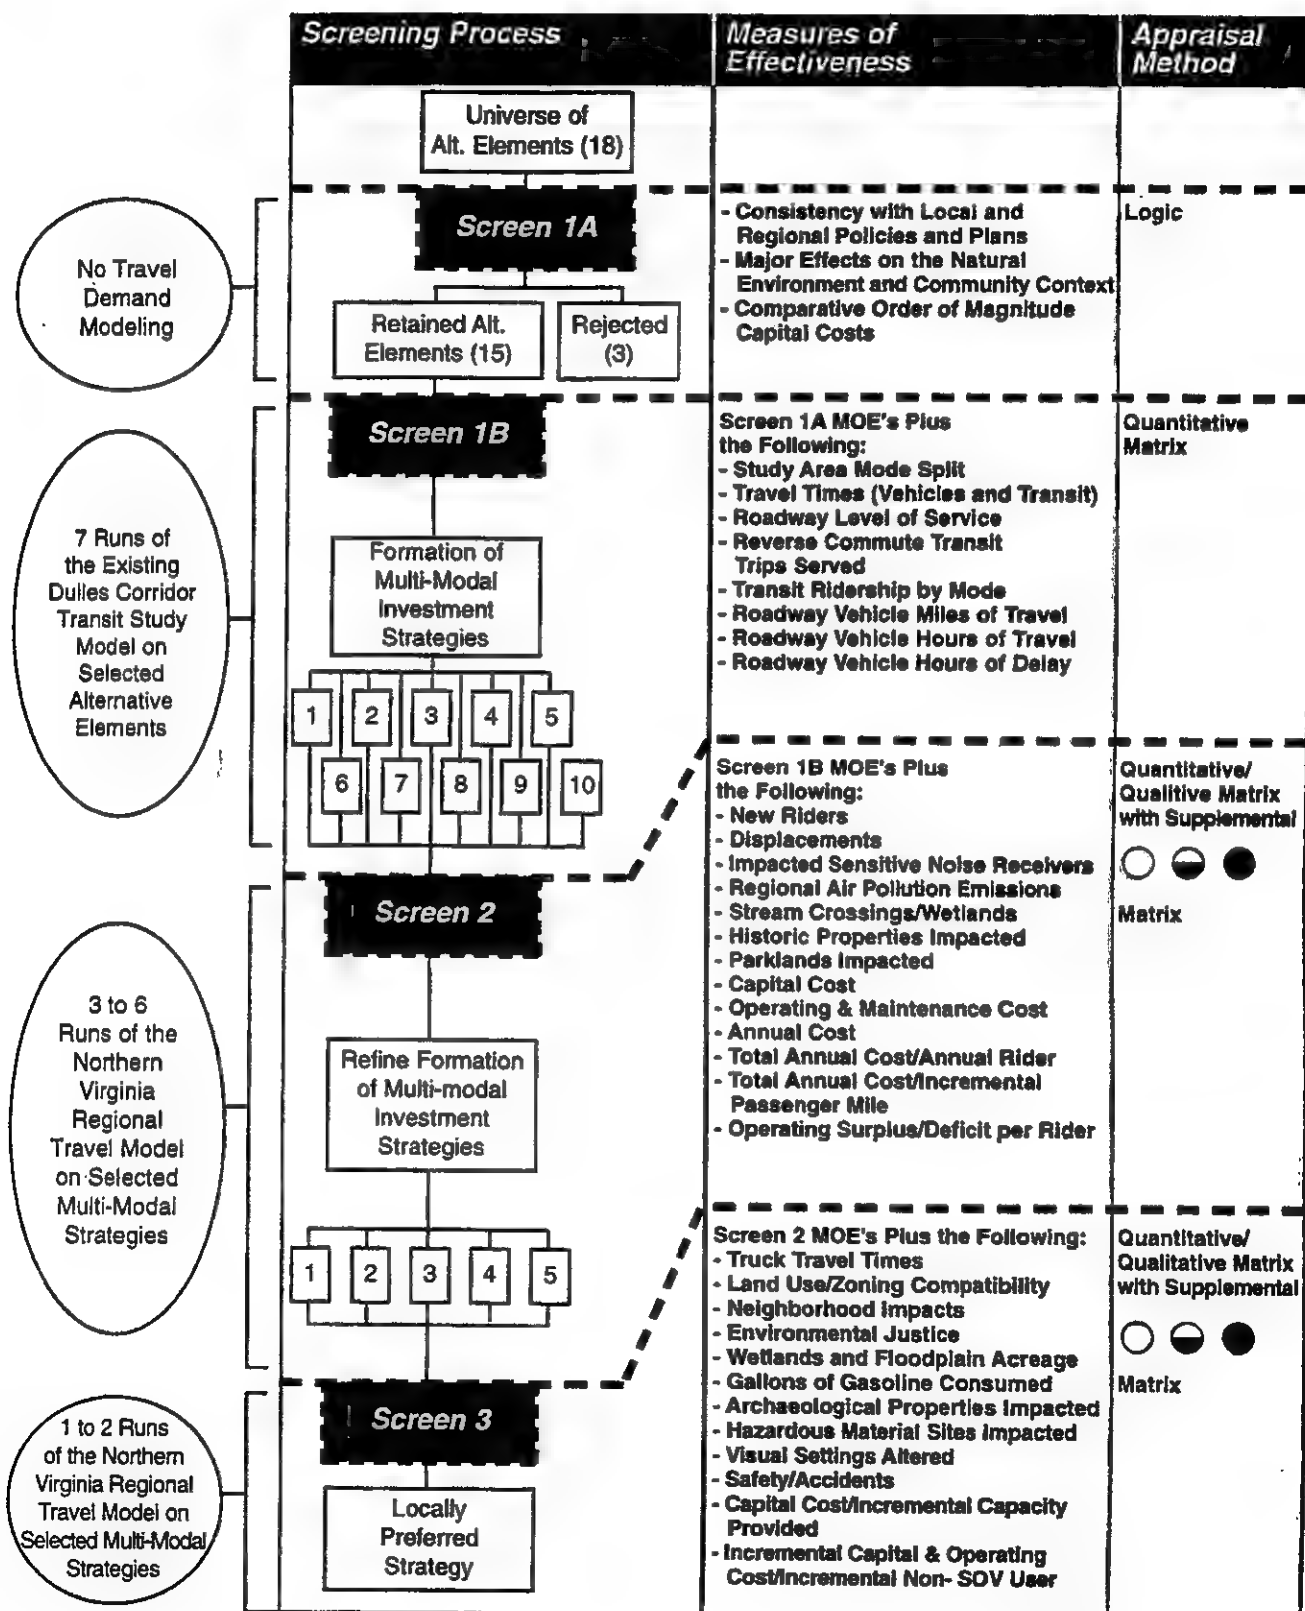 Screening Process
Measures of
Effectiveness
Appraisal
Method
Universe of
Alt. Elements (18)
No Travel
Demand
Modeling
Screen 1A
Retained Alt.
Elements (15)
Rejected
(3)
- Consistency with Local and
Regional Policies and Plans
- Major Effects on the Natural
Environment and Community Context
- Comparative Order of Magnitude
Capital Costs
Logic
7 Runs of
the Existing
Dulles Corridor
Transit Study
Model on
Selected
Alternative
Elements
Screen 1B
Formation of
Multi-Modal
Investment
Strategies
1
2
3
4
5
6
7
8
9
10
Screen 1A MOE's Plus
the Following:
- Study Area Mode Split
- Travel Times (Vehicles and Transit)
- Roadway Level of Service
- Reverse Commute Transit
Trips Served
- Transit Ridership by Mode
- Roadway Vehicle Miles of Travel
- Roadway Vehicle Hours of Travel
- Roadway Vehicle Hours of Delay
Quantitative
Matrix
3 to 6
Runs of the
Northern
Virginia
Regional
Travel Model
on Selected
Multi-Modal
Strategies
Screen 2
Refine Formation
of Multi-modal
Investment
Strategies
1
2
3
4
5
Screen 1B MOE's Plus
the Following:
- New Riders
- Displacements
- Impacted Sensitive Noise Receivers
- Regional Air Pollution Emissions
- Stream Crossings/Wetlands
- Historic Properties Impacted
- Parklands Impacted
- Capital Cost
- Operating & Maintenance Cost
- Annual Cost
- Total Annual Cost/Annual Rider
- Total Annual Cost/Incremental
Passenger Mile
- Operating Surplus/Deficit per Rider
Quantitative/
Qualitive Matrix
with Supplemental
Matrix
1 to 2 Runs
of the Northern
Virginia Regional
Travel Model on
Selected Multi-Modal
Strategies
Screen 3
Locally
Preferred
Strategy
Screen 2 MOE's Plus the Following:
- Truck Travel Times
- Land Use/Zoning Compatibility
- Neighborhood Impacts
- Environmental Justice
- Wetlands and Floodplain Acreage
- Gallons of Gasoline Consumed
- Archaeological Properties Impacted
- Hazardous Material Sites Impacted
- Visual Settings Altered
- Safety/Accidents
- Capital Cost/Incremental Capacity
Provided
- Incremental Capital & Operating
Cost/Incremental Non- SOV User
Quantitative/
Qualitative Matrix
with Supplemental
Matrix